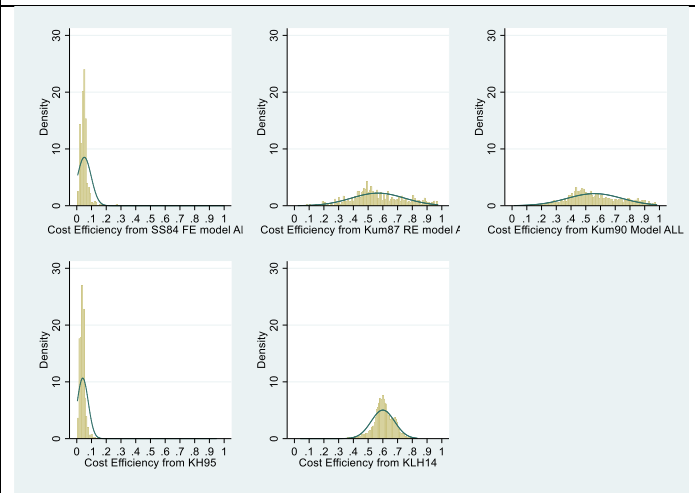 30
20
10
0
Density
0 .1 .2 .3 .4 .5 .6 .7 .8 .9 1
Cost Efficiency from SS84 FE model Al
30
20
10
0
Density
0 .1 .2 .3 .4 .5 .6 .7 .8 .9 1
Cost Efficiency from Kum87 RE model A
30
20
10
0
Density
0 .1 .2 .3 .4 .5 .6 .7 .8 .9 1
Cost Efficiency from Kum90 Model ALL
30
20
10
0
Density
0 .1 .2 .3 .4 .5 .6 .7 .8 .9 1
Cost Efficiency from KH95
30
20
10
0
Density
0 .1 .2 .3 .4 .5 .6 .7 .8 .9 1
Cost Efficiency from KLH14